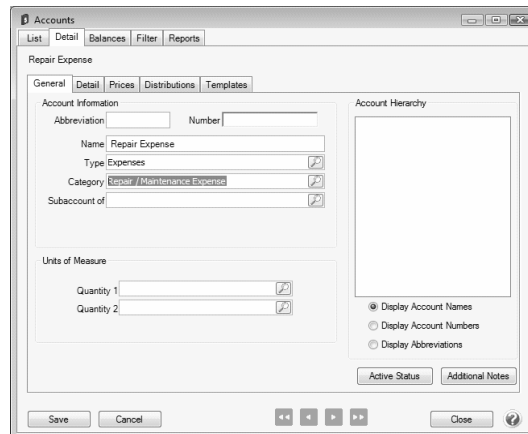 Accounts
List Detail Balances Filter Reports
Repair Expense
General Detail Prices Distributions Templates
Account Information
Abbreviation Number
Name Repair Expense
Type Expenses
Category Repair / Maintenance Expense
Subaccount of
Units of Measure
Quantity 1
Quantity 2
Account Hierarchy
Display Account Names
Display Account Numbers
Display Abbreviations
Active Status Additional Notes
Save Cancel Close ?